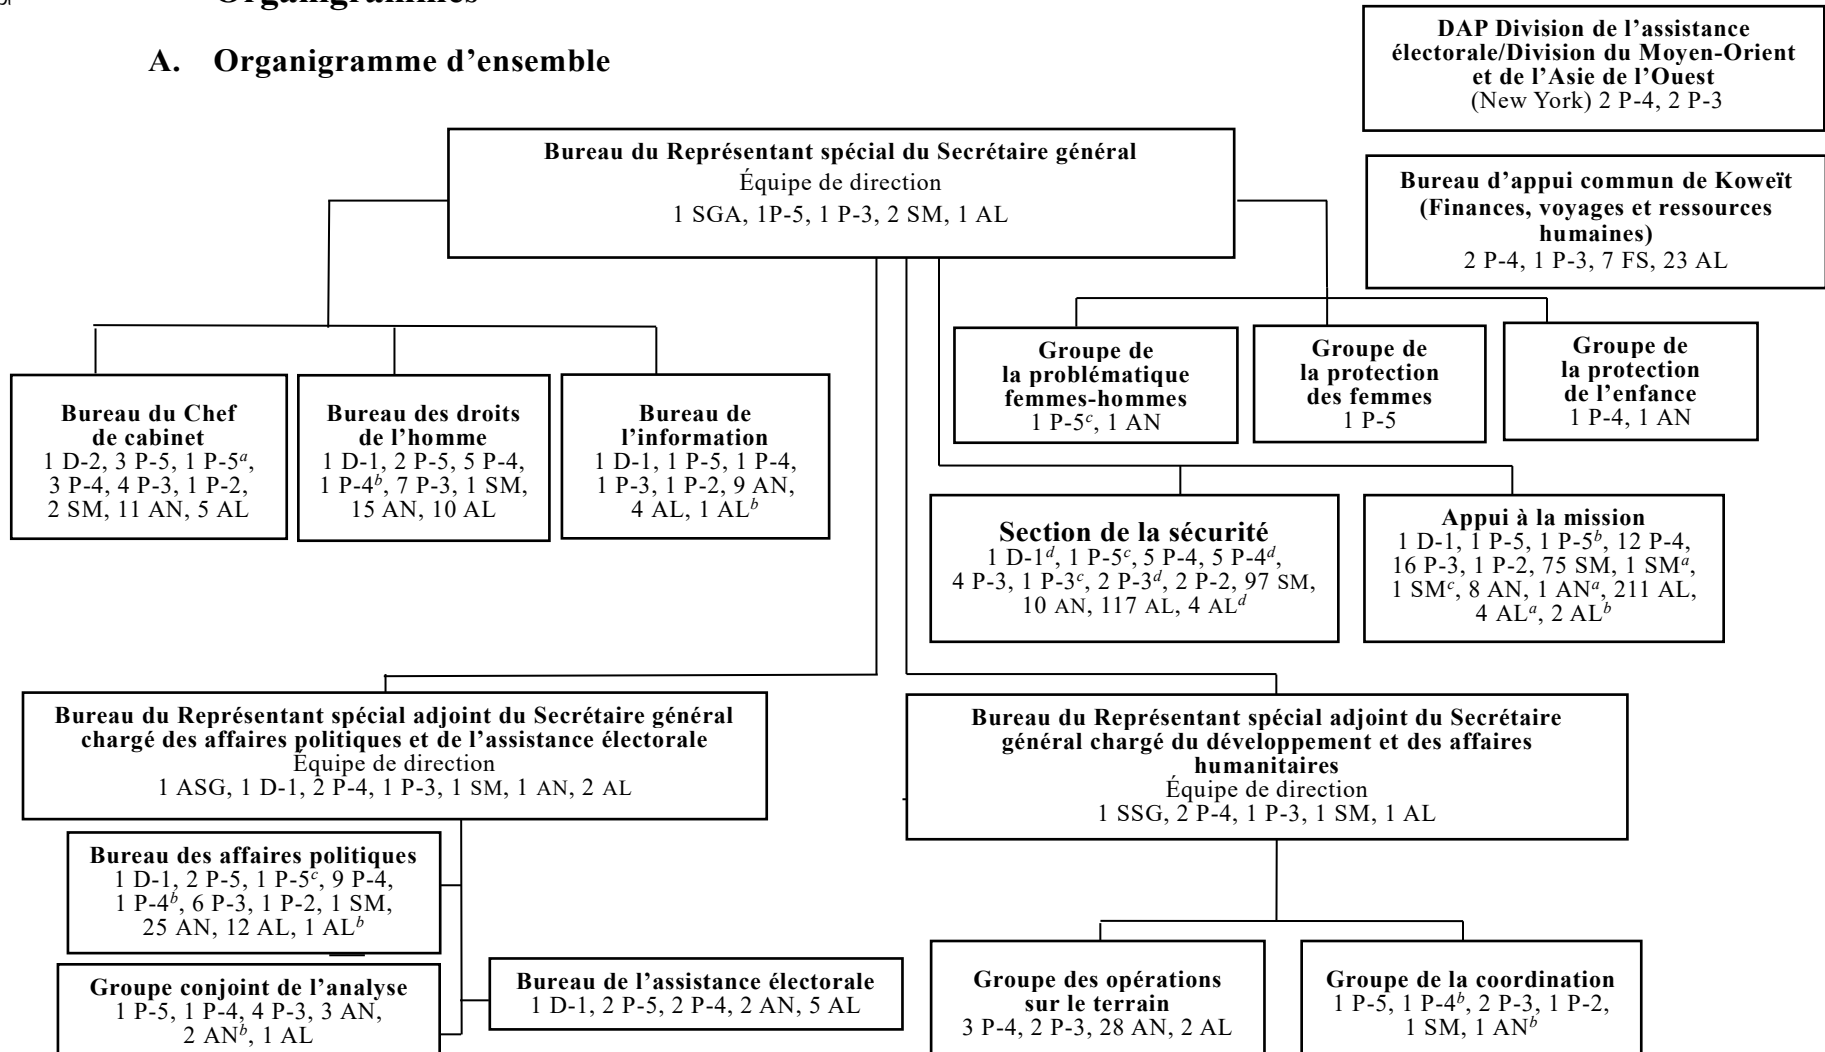 Organigrammes
A. Organigramme d’ensemble
DAP Division de l’assistance
électorale/Division du Moyen-Orient
et de l’Asie de l’Ouest
(New York) 2 P-4, 2 P-3
Bureau du Représentant spécial du Secrétaire général
Équipe de direction
1 SGA, 1P-5, 1 P-3, 2 SM, 1 AL
Bureau d’appui commun de Koweït
(Finances, voyages et ressources
humaines)
2 P-4, 1 P-3, 7 FS, 23 AL
Bureau du Chef
de cabinet
1 D-2, 3 P-5, 1 P-5a,
3 P-4, 4 P-3, 1 P-2,
2 SM, 11 AN, 5 AL
Bureau des droits
de l’homme
1 D-1, 2 P-5, 5 P-4,
1 P-4b, 7 P-3, 1 SM,
15 AN, 10 AL
Bureau de
l’information
1 D-1, 1 P-5, 1 P-4,
1 P-3, 1 P-2, 9 AN,
4 AL, 1 ALb
Groupe de
la problématique
femmes-hommes
1 P-5c, 1 AN
Groupe de
la protection
des femmes
1 P-5
Groupe de
la protection
de l’enfance
1 P-4, 1 AN
Section de la sécurité
1 D-1d, 1 P-5c, 5 P-4, 5 P-4d,
4 P-3, 1 P-3c, 2 P-3d, 2 P-2, 97 SM,
10 AN, 117 AL, 4 ALd
Appui à la mission
1 D-1, 1 P-5, 1 P-5b, 12 P-4,
16 P-3, 1 P-2, 75 SM, 1 SMa,
1 SMc, 8 AN, 1 ANa, 211 AL,
4 ALa, 2 ALb
Bureau du Représentant spécial adjoint du Secrétaire général
chargé des affaires politiques et de l’assistance électorale
Équipe de direction
1 ASG, 1 D-1, 2 P-4, 1 P-3, 1 SM, 1 AN, 2 AL
Bureau du Représentant spécial adjoint du Secrétaire
général chargé du développement et des affaires
humanitaires
Équipe de direction
1 SSG, 2 P-4, 1 P-3, 1 SM, 1 AL
Bureau des affaires politiques
1 D-1, 2 P-5, 1 P-5c, 9 P-4,
1 P-4b, 6 P-3, 1 P-2, 1 SM,
25 AN, 12 AL, 1 ALb
Groupe conjoint de l’analyse
1 P-5, 1 P-4, 4 P-3, 3 AN,
2 ANb, 1 AL
Bureau de l’assistance électorale
1 D-1, 2 P-5, 2 P-4, 2 AN, 5 AL
Groupe des opérations
sur le terrain
3 P-4, 2 P-3, 28 AN, 2 AL
Groupe de la coordination
1 P-5, 1 P-4b, 2 P-3, 1 P-2,
1 SM, 1 ANb